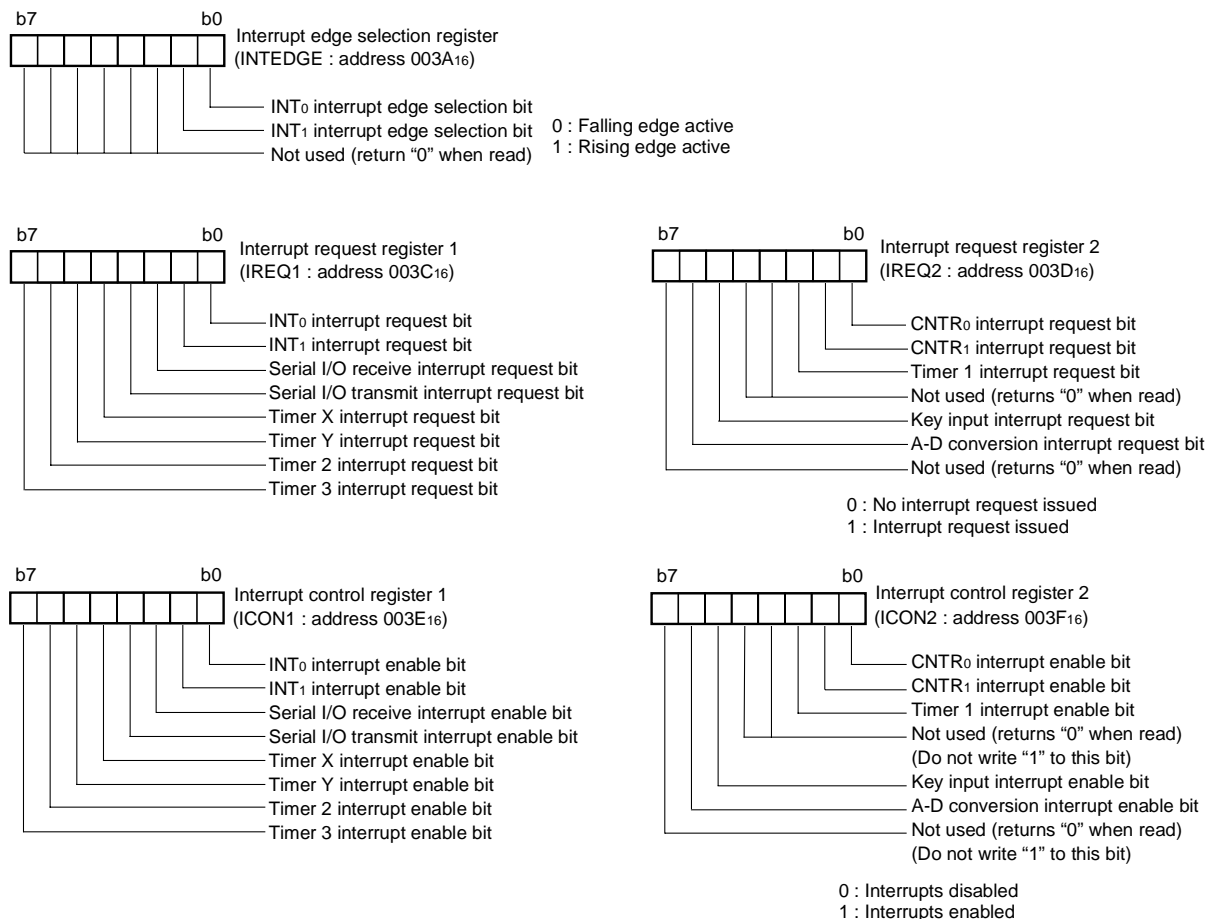 b7 b0
Interrupt edge selection register
(INTEDGE : address 003A16)
INT0 interrupt edge selection bit
INT1 interrupt edge selection bit
Not used (return “0” when read)
0 : Falling edge active
1 : Rising edge active
b7 b0
Interrupt request register 1
(IREQ1 : address 003C16)
INT0 interrupt request bit
INT1 interrupt request bit
Serial I/O receive interrupt request bit
Serial I/O transmit interrupt request bit
Timer X interrupt request bit
Timer Y interrupt request bit
Timer 2 interrupt request bit
Timer 3 interrupt request bit
b7 b0
Interrupt request register 2
(IREQ2 : address 003D16)
CNTR0 interrupt request bit
CNTR1 interrupt request bit
Timer 1 interrupt request bit
Not used (returns “0” when read)
Key input interrupt request bit
A-D conversion interrupt request bit
Not used (returns “0” when read)
0 : No interrupt request issued
1 : Interrupt request issued
b7 b0
Interrupt control register 1
(ICON1 : address 003E16)
INT0 interrupt enable bit
INT1 interrupt enable bit
Serial I/O receive interrupt enable bit
Serial I/O transmit interrupt enable bit
Timer X interrupt enable bit
Timer Y interrupt enable bit
Timer 2 interrupt enable bit
Timer 3 interrupt enable bit
b7 b0
Interrupt control register 2
(ICON2 : address 003F16)
CNTR0 interrupt enable bit
CNTR1 interrupt enable bit
Timer 1 interrupt enable bit
Not used (returns “0” when read)
(Do not write “1” to this bit)
Key input interrupt enable bit
A-D conversion interrupt enable bit
Not used (returns “0” when read)
(Do not write “1” to this bit)
0 : Interrupts disabled
1 : Interrupts enabled